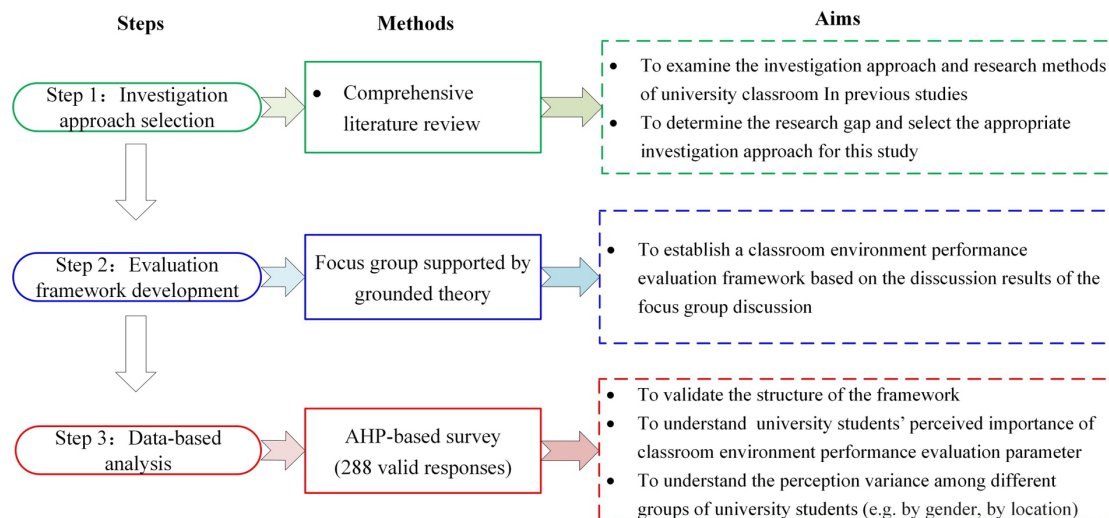 Steps
Methods
Aims
Step 1：Investigation
approach selection
• Comprehensive
literature review
• To examine the investigation approach and research methods
of university classroom In previous studies
• To determine the research gap and select the appropriate
investigation approach for this study
Step 2：Evaluation
framework development
Focus group supported by
grounded theory
• To establish a classroom environment performance
evaluation framework based on the disscussion results of the
focus group discussion
Step 3：Data-based
analysis
AHP-based survey
(288 valid responses)
• To validate the structure of the framework
• To understand university students’ perceived importance of
classroom environment performance evaluation parameter
• To understand the perception variance among different
groups of university students (e.g. by gender, by location)